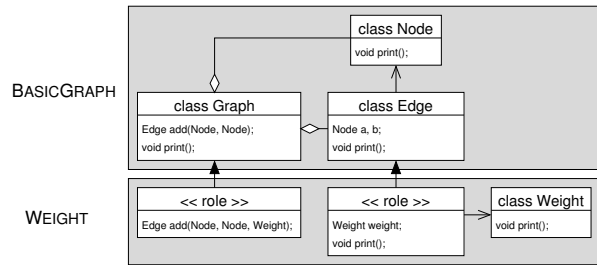 class Node
void print();
BASICGRAPH
class Graph
Edge add(Node, Node);
void print();
class Edge
Node a, b;
void print();
WEIGHT
<< role >>
Edge add(Node, Node, Weight);
<< role >>
Weight weight;
void print();
class Weight
void print();